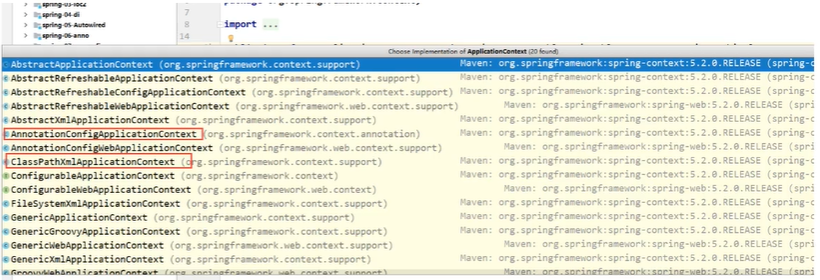 spring-04-di
spring-05-Autowired
spring-06-anno
7
8 import ...
14
Choose Implementation of ApplicationContext (20 found)
AbstractApplicationContext (org.springframework.context.support) Maven: org.springframework:spring-context:5.2.0.RELEASE (spring-c
AbstractRefreshableApplicationContext (org.springframework.context.support) Maven: org.springframework:spring-context:5.2.0.RELEASE (spring-c
AbstractRefreshableConfigApplicationContext (org.springframework.context.support) Maven: org.springframework:spring-context:5.2.0.RELEASE (spring-c
AbstractRefreshableWebApplicationContext (org.springframework.web.context.support) Maven: org.springframework:spring-web:5.2.0.RELEASE (spri
AbstractXmlApplicationContext (org.springframework.context.support) Maven: org.springframework:spring-context:5.2.0.RELEASE (spring-c
AnnotationConfigApplicationContext (org.springframework.context.annotation) Maven: org.springframework:spring-context:5.2.0.RELEASE (spring-c
AnnotationConfigWebApplicationContext (org.springframework.web.context.support) Maven: org.springframework:spring-web:5.2.0.RELEASE (spri
ClassPathXmlApplicationContext (org.springframework.context.support) Maven: org.springframework:spring-context:5.2.0.RELEASE (spring-c
ConfigurableApplicationContext (org.springframework.context) Maven: org.springframework:spring-context:5.2.0.RELEASE (spring-c
ConfigurableWebApplicationContext (org.springframework.web.context) Maven: org.springframework:spring-web:5.2.0.RELEASE (spri
FileSystemXmlApplicationContext (org.springframework.context.support) Maven: org.springframework:spring-context:5.2.0.RELEASE (spring-c
GenericApplicationContext (org.springframework.context.support) Maven: org.springframework:spring-context:5.2.0.RELEASE (spring-c
GenericGroovyApplicationContext (org.springframework.context.support) Maven: org.springframework:spring-context:5.2.0.RELEASE (spring-c
GenericWebApplicationContext (org.springframework.web.context.support) Maven: org.springframework:spring-web:5.2.0.RELEASE (spri
GenericXmlApplicationContext (org.springframework.context.support) Maven: org.springframework:spring-context:5.2.0.RELEASE (spring-c
GroovyWebApplicationContext (org.springframework.web.context.support) Maven: org.springframework:spring-web:5.2.0.RELEASE (spri